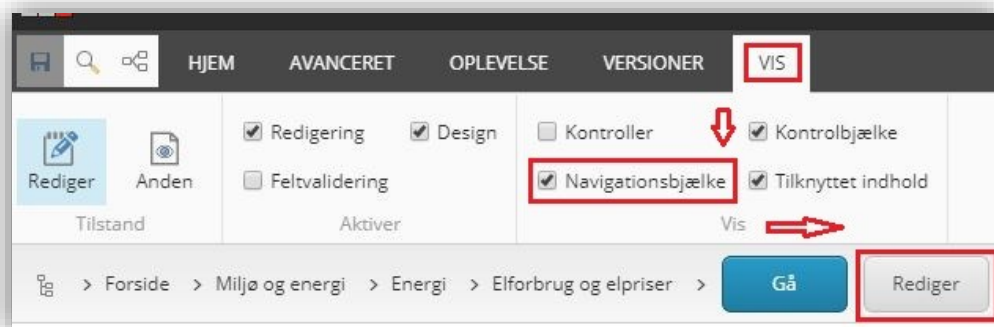 HJEM AVANCERET OPLEVELSE VERSIONER VIS
Redigering Design Kontroller Kontrolbjælke
Rediger Anden Feltvalidering Navigationsbjælke Tilknyttet indhold
Tilstand Aktiver Vis
> Forside > Miljø og energi > Energi > Elforbrug og elpriser > Gå Rediger